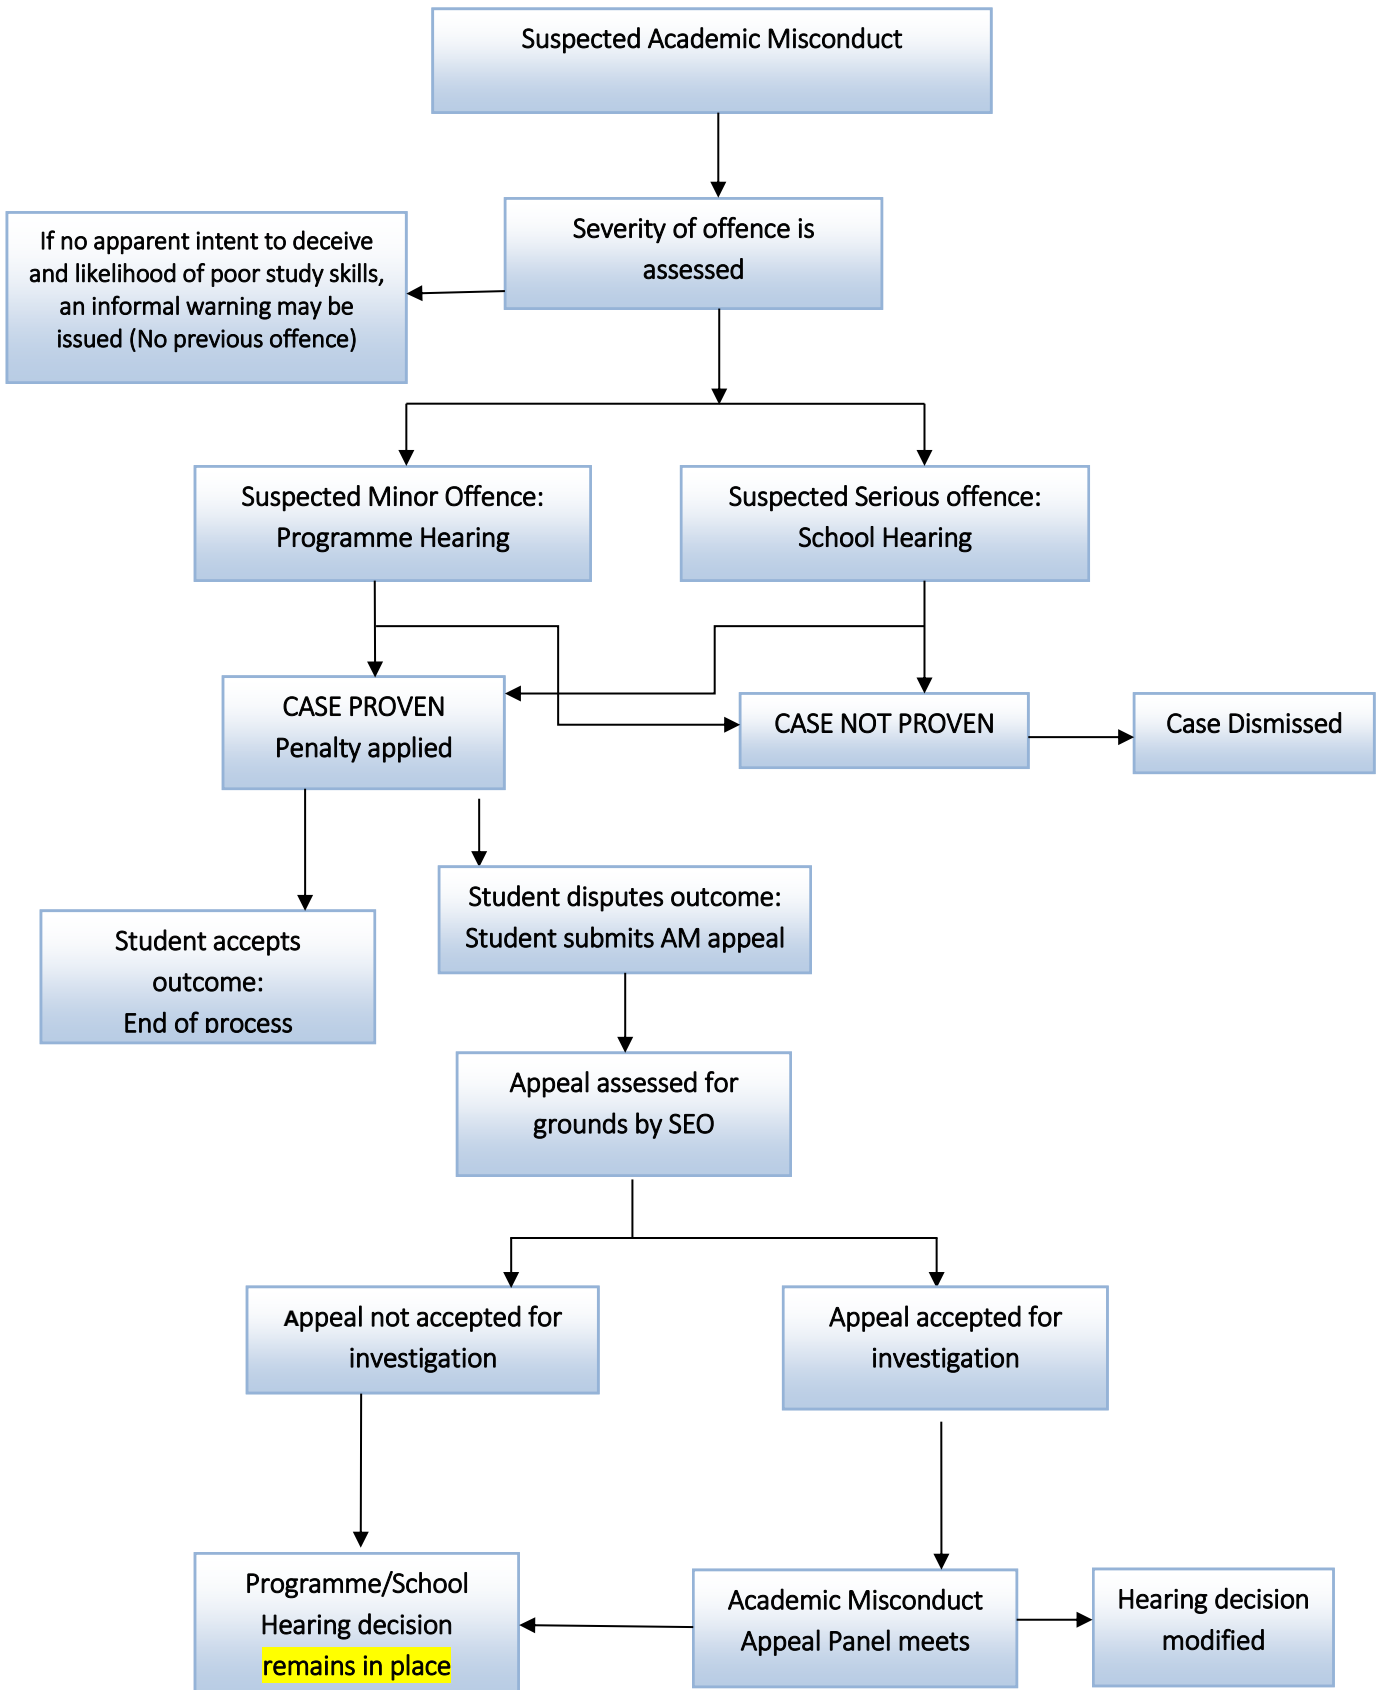 Suspected Academic Misconduct
Severity of offence is
assessed
If no apparent intent to deceive
and likelihood of poor study skills,
an informal warning may be
issued (No previous offence)
Suspected Minor Offence:
Programme Hearing
Suspected Serious offence:
School Hearing
CASE PROVEN
Penalty applied
CASE NOT PROVEN
Case Dismissed
Student disputes outcome:
Student submits AM appeal
Student accepts
outcome:
End of process
Appeal assessed for
grounds by SEO
Appeal not accepted for
investigation
Appeal accepted for
investigation
Programme/School
Hearing decision
remains in place
Academic Misconduct
Appeal Panel meets
Hearing decision
modified